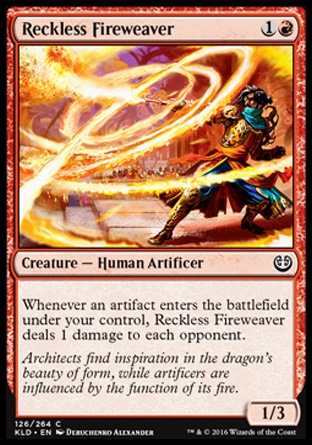 Reckless Fireweaver 1
Creature — Human Artificer
Whenever an artifact enters the battlefield
under your control, Reckless Fireweaver
deals 1 damage to each opponent.
Architects find inspiration in the dragon's
beauty of form, while artificers are
influenced by the function of its fire.
1/3
126/264 C
KLD • EN Deruchenko Alexander ™ & © 2016 Wizards of the Coast